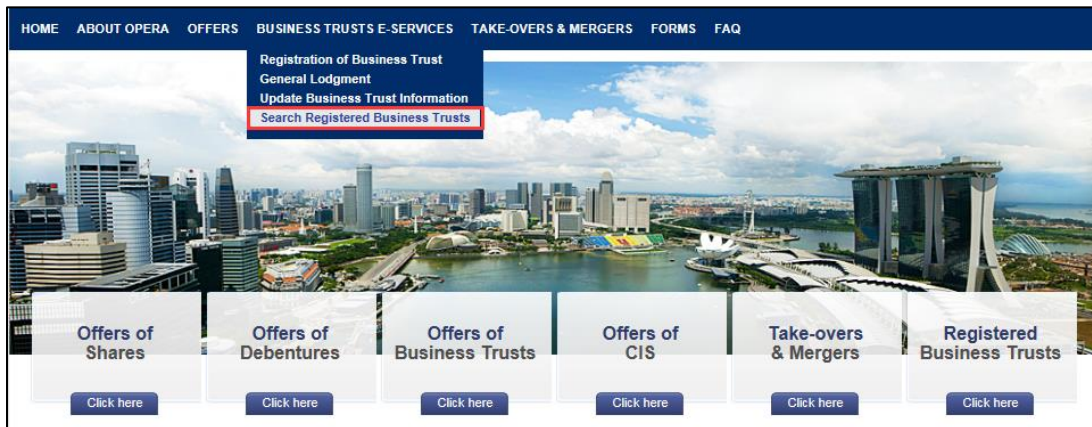 HOME ABOUT OPERA OFFERS BUSINESS TRUSTS E-SERVICES TAKE-OVERS & MERGERS FORMS FAQ
Registration of Business Trust
General Lodgment
Update Business Trust Information
Search Registered Business Trusts
Offers of
Shares
Click here
Offers of
Debentures
Click here
Offers of
Business Trusts
Click here
Offers of
CIS
Click here
Take-overs
& Mergers
Click here
Registered
Business Trusts
Click here